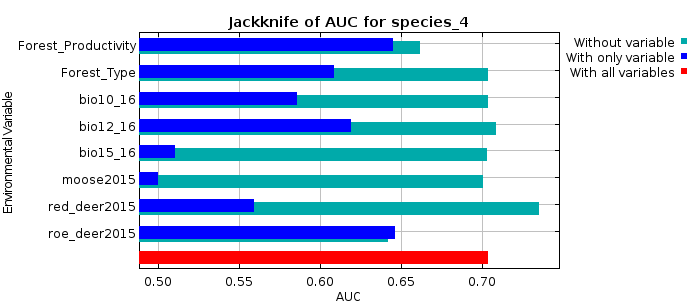 Jackknife of AUC for species_4
Forest_Productivity
Forest_Type
bio10_16
bio12_16
bio15_16
moose2015
red_deer2015
roe_deer2015
Environmental Variable
0.50 0.55 0.60 0.65 0.70
AUC
Without variable
With only variable
With all variables